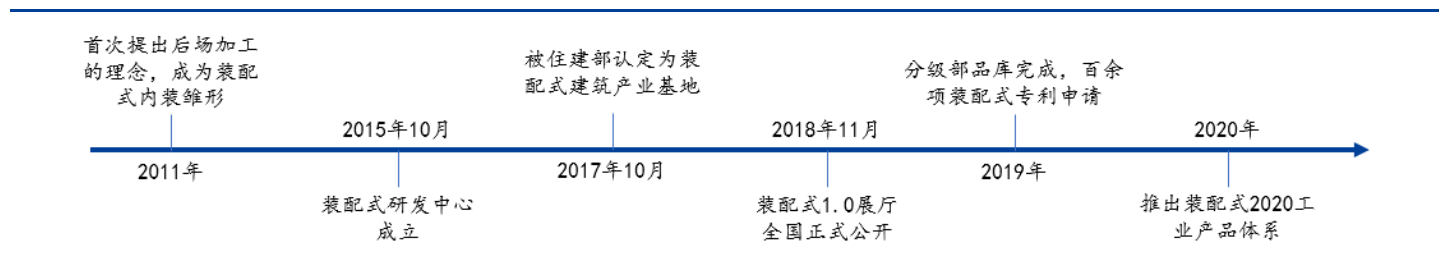 首次提出后场加工
的理念，成为装配
式内装雏形
2011年
2015年10月
装配式研发中心
成立
被住建部认定为装
配式建筑产业基地
2017年10月
2018年11月
装配式1.0展厅
全国正式公开
分级部品库完成，百余
项装配式专利申请
2019年
2020年
推出装配式2020工
业产品体系